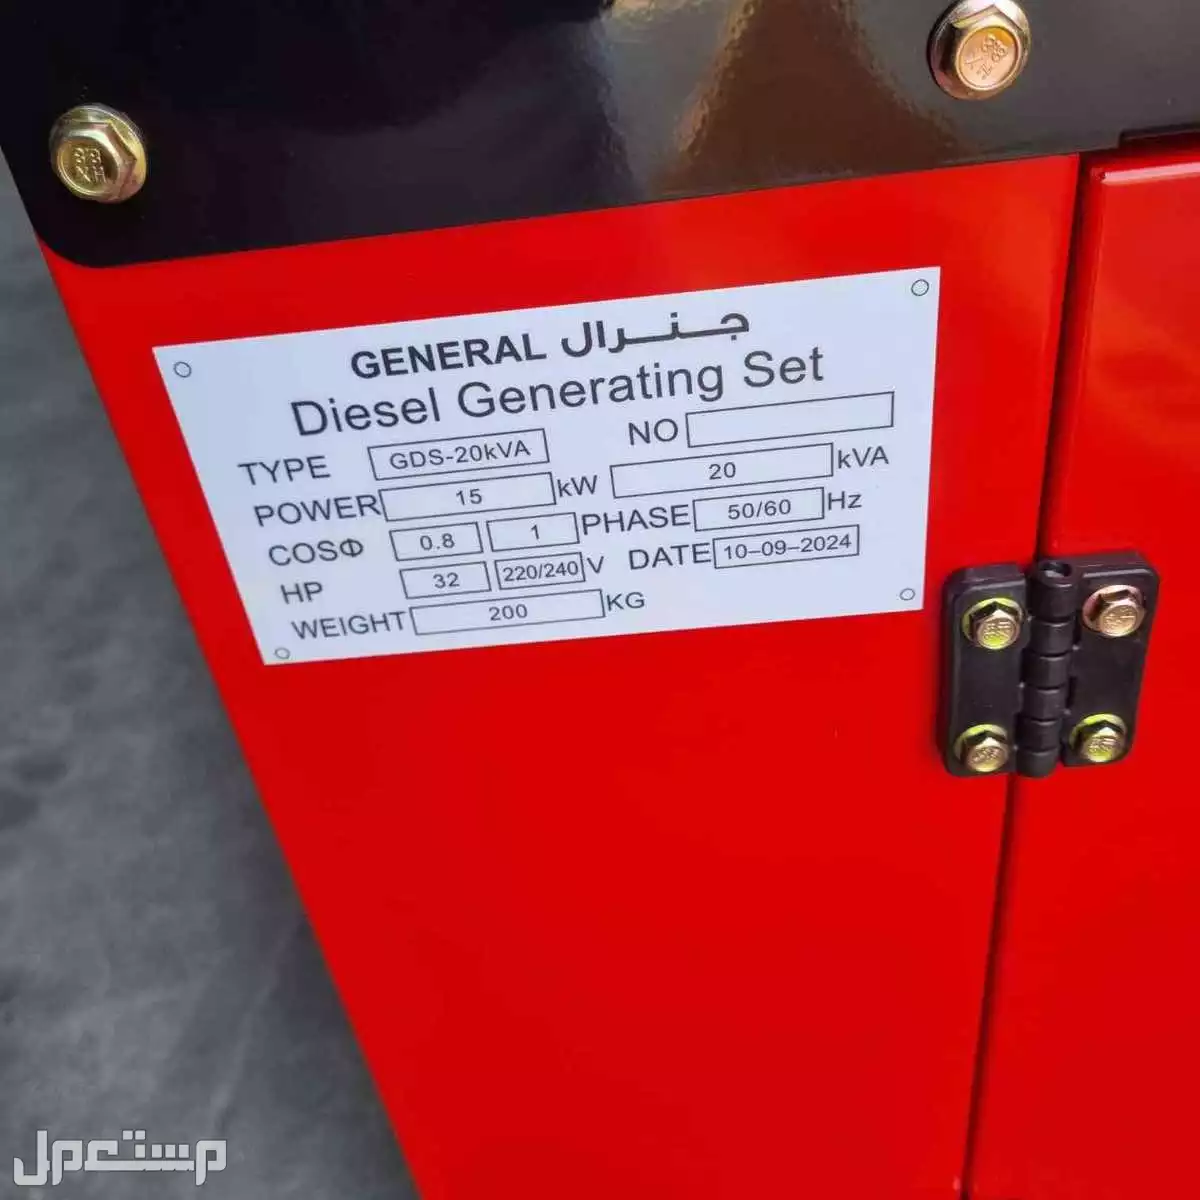 GENERAL جنرال
Diesel Generating Set
TYPE GDS-20kVA NO
POWER 15 kW 20 kVA
COSΦ 0.8 1 PHASE 50/60 Hz
HP 32 220/240 V DATE 10-09-2024
WEIGHT 200 KG
مستعمل